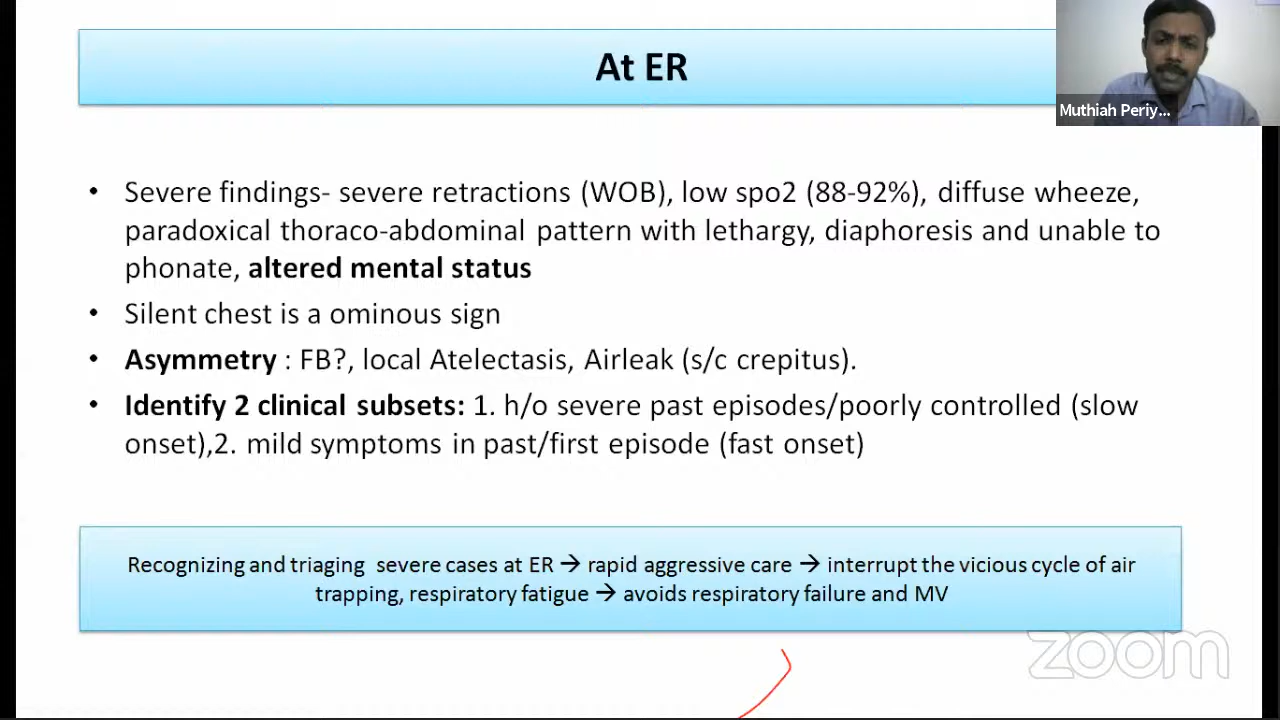 At ER
Muthiah Periy...
• Severe findings- severe retractions (WOB), low spo2 (88-92%), diffuse wheeze,
paradoxical thoraco-abdominal pattern with lethargy, diaphoresis and unable to
phonate, altered mental status
• Silent chest is a ominous sign
• Asymmetry : FB?, local Atelectasis, Airleak (s/c crepitus).
• Identify 2 clinical subsets: 1. h/o severe past episodes/poorly controlled (slow
onset),2. mild symptoms in past/first episode (fast onset)
Recognizing and triaging severe cases at ER → rapid aggressive care → interrupt the vicious cycle of air
trapping, respiratory fatigue → avoids respiratory failure and MV
zoom